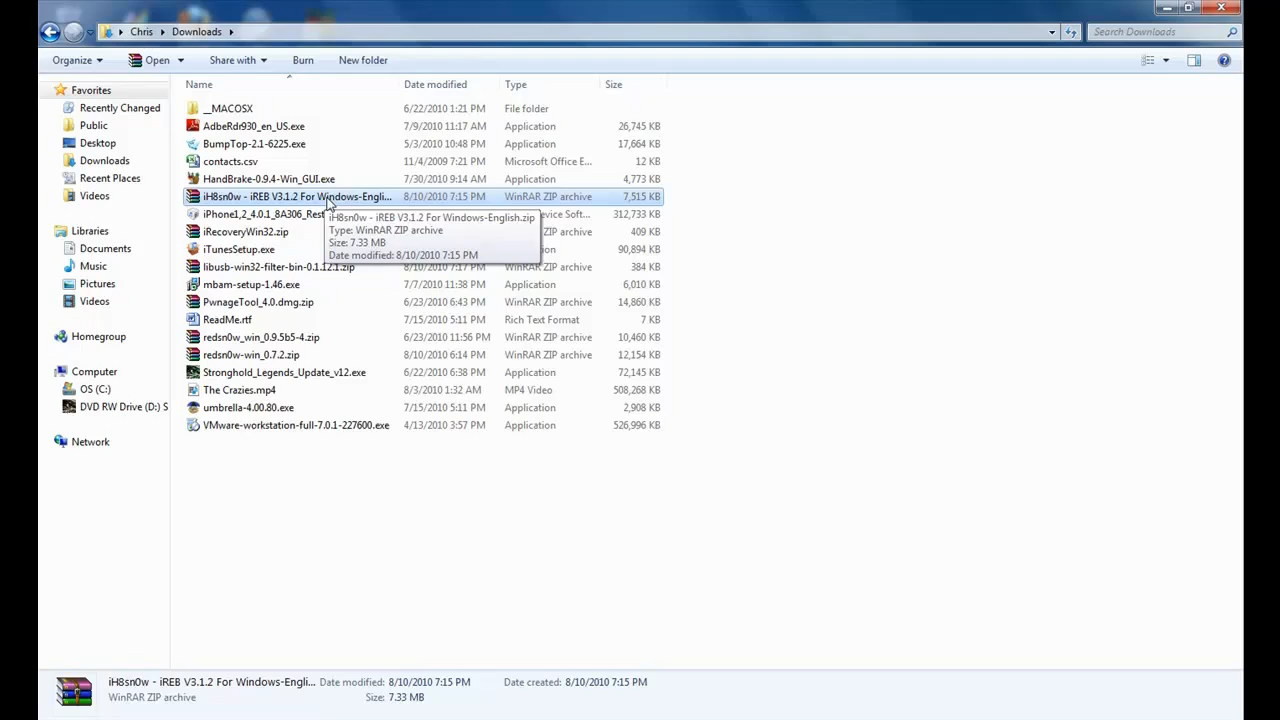 Chris Downloads Search Downloads
Organize Open Share with Burn New folder
Name Date modified Type Size
Favorites
Recently Changed
Public
Desktop
Downloads
Recent Places
Videos
Libraries
Documents
Music
Pictures
Videos
Homegroup
Computer
OS (C:)
DVD RW Drive (D:) S
Network
__MACOSX 6/22/2010 1:21 PM File folder
AdbeRdr930_en_US.exe 7/9/2010 11:17 AM Application 26,745 KB
BumpTop-2.1-6225.exe 5/3/2010 10:48 PM Application 17,664 KB
contacts.csv 11/4/2009 7:21 PM Microsoft Office E... 12 KB
HandBrake-0.9.4-Win_GUI.exe 7/30/2010 9:14 AM Application 4,773 KB
iH8sn0w - iREB V3.1.2 For Windows-Engli... 8/10/2010 7:15 PM WinRAR ZIP archive 7,515 KB
iPhone1,2_4.0.1_8A306_Rest evice Soft... 312,733 KB
iH8sn0w - iREB V3.1.2 For Windows-English.zip
Type: WinRAR ZIP archive
Size: 7.33 MB
Date modified: 8/10/2010 7:15 PM
iRecoveryWin32.zip WinRAR ZIP archive 409 KB
iTunesSetup.exe 90,894 KB
libusb-win32-filter-bin-0.1.12.1.zip 8/10/2010 7:17 PM WinRAR ZIP archive 384 KB
mbam-setup-1.46.exe 7/7/2010 11:38 PM Application 6,010 KB
PwnageTool_4.0.dmg.zip 6/23/2010 6:43 PM WinRAR ZIP archive 14,860 KB
ReadMe.rtf 7/15/2010 5:11 PM Rich Text Format 7 KB
redsn0w_win_0.9.5b5-4.zip 6/23/2010 11:56 PM WinRAR ZIP archive 10,460 KB
redsn0w-win_0.7.2.zip 8/10/2010 6:14 PM WinRAR ZIP archive 12,154 KB
Stronghold_Legends_Update_v12.exe 6/22/2010 6:38 PM Application 72,145 KB
The Crazies.mp4 8/3/2010 1:32 AM MP4 Video 508,268 KB
umbrella-4.00.80.exe 7/15/2010 5:11 PM Application 2,908 KB
VMware-workstation-full-7.0.1-227600.exe 4/13/2010 3:57 PM Application 526,996 KB
iH8sn0w - iREB V3.1.2 For Windows-Engli... Date modified: 8/10/2010 7:15 PM Date created: 8/10/2010 7:15 PM
WinRAR ZIP archive Size: 7.33 MB